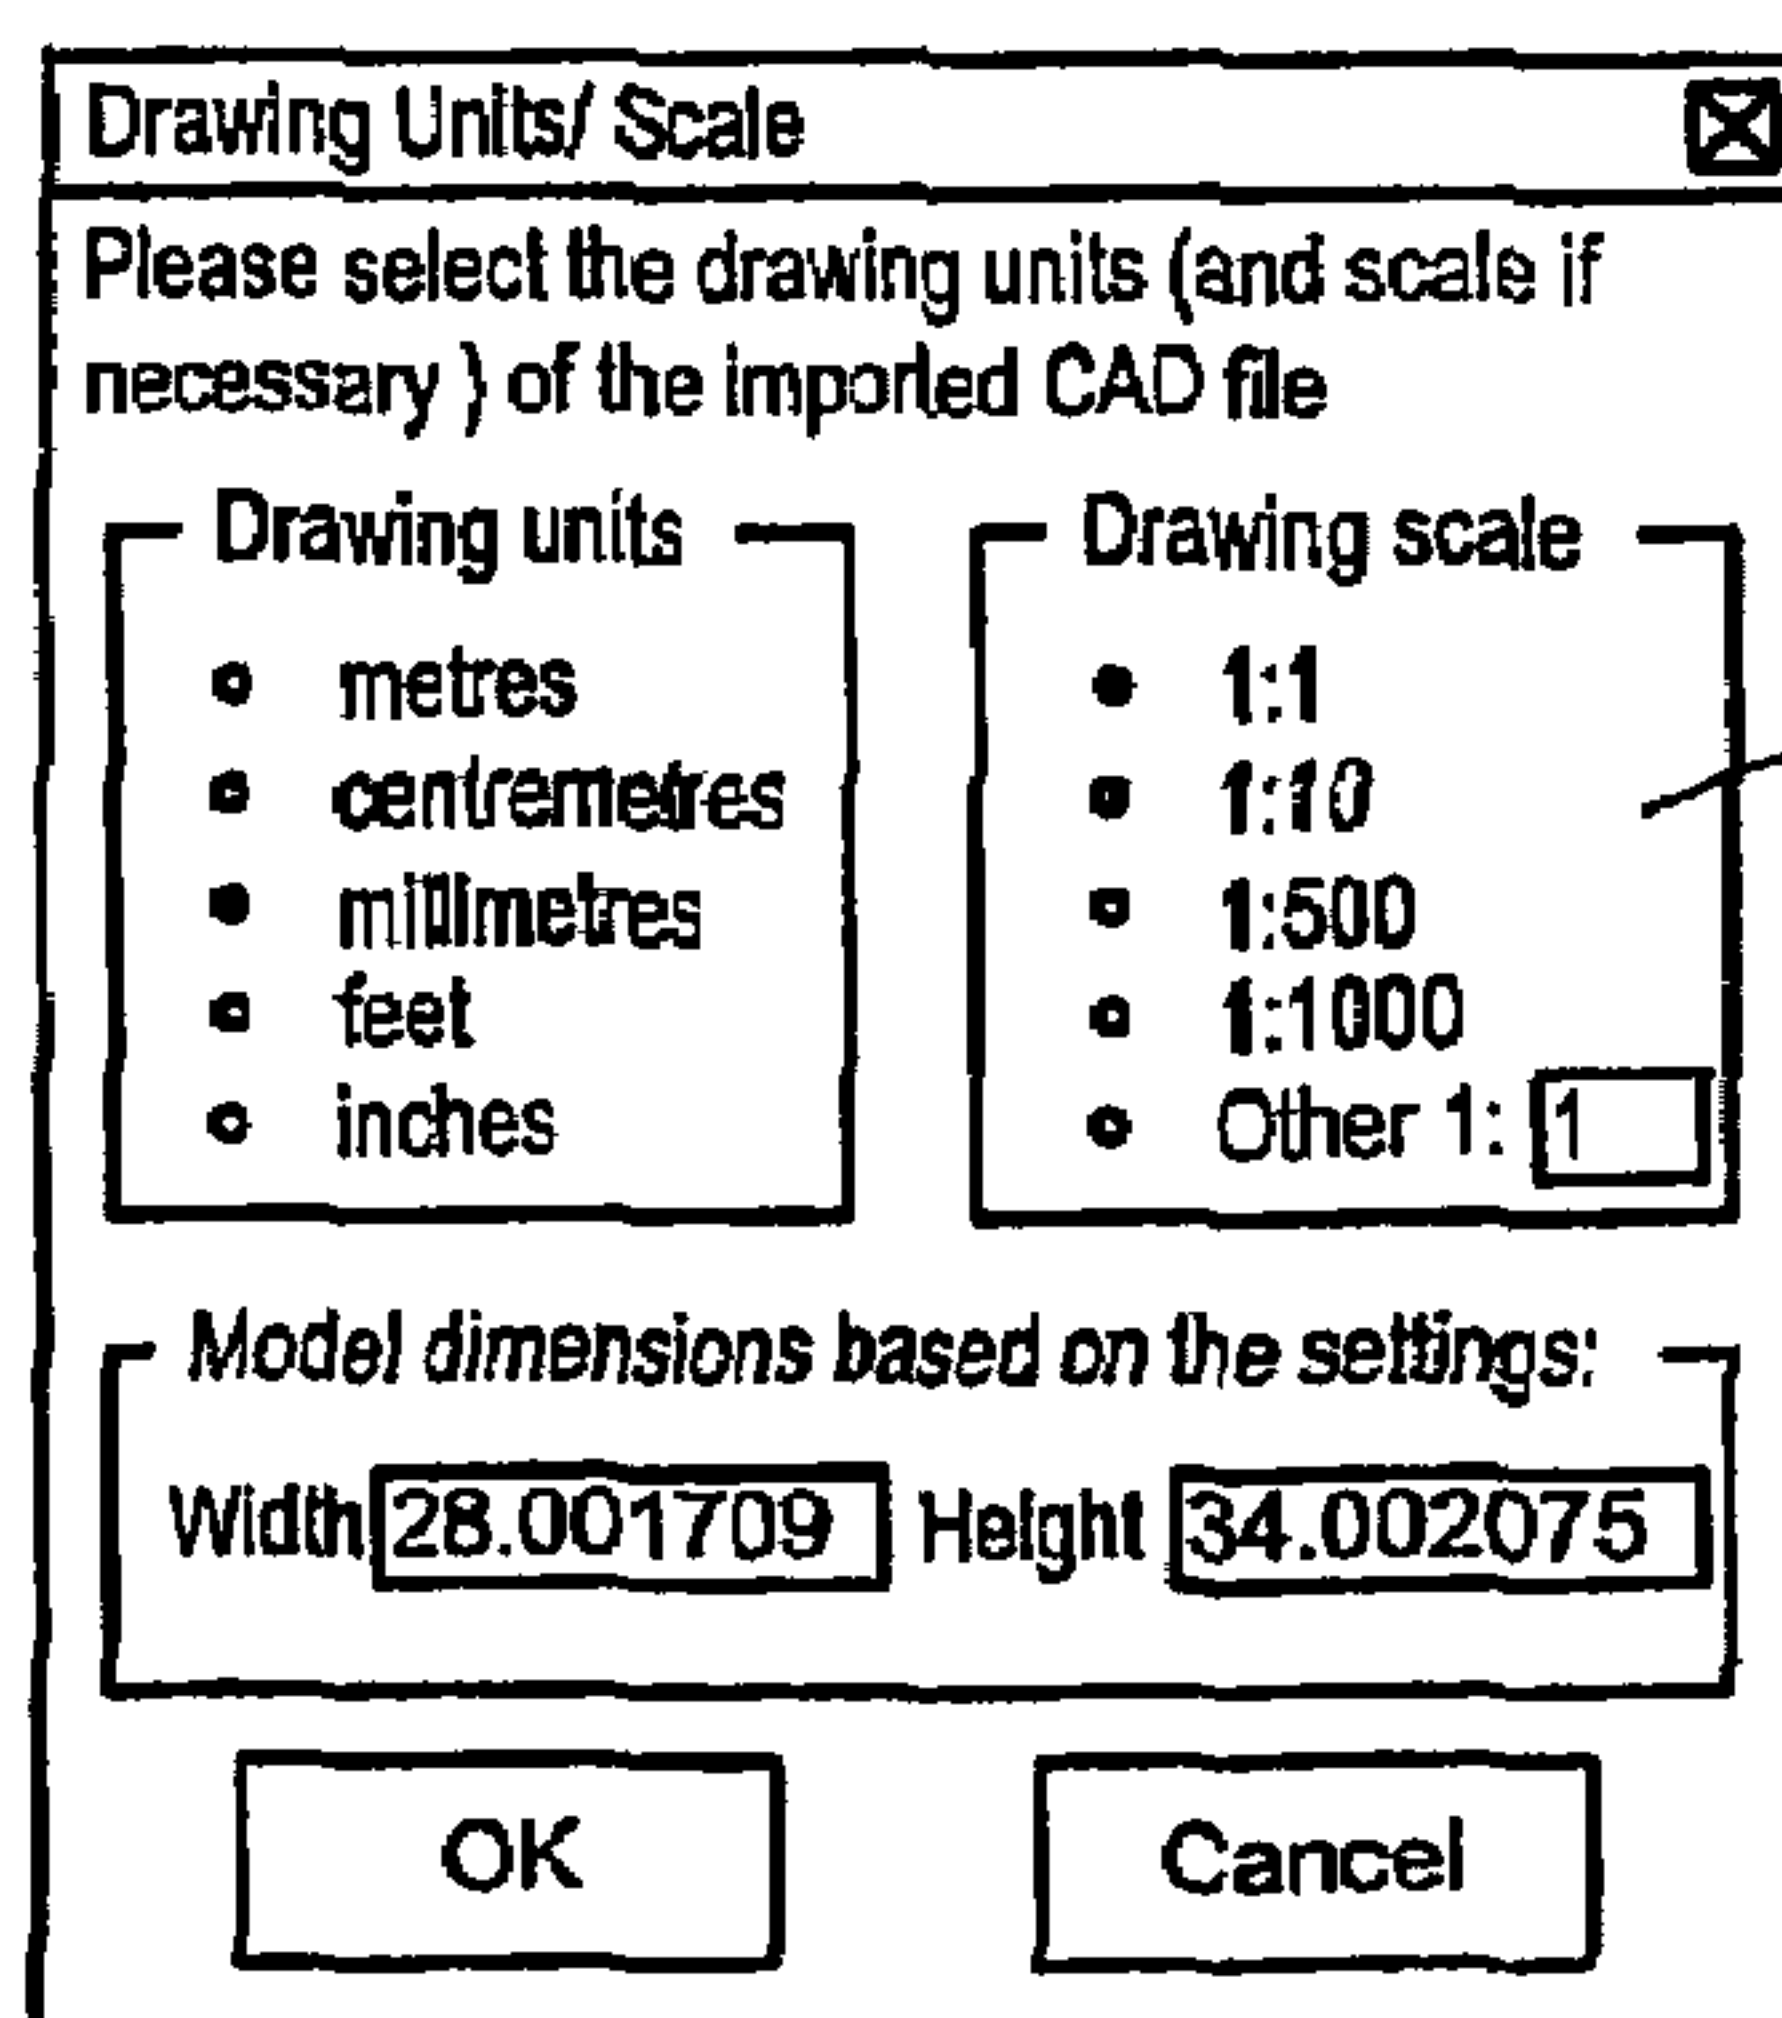 Drawing Units/ Scale
Please select the drawing units (and scale if
necessary ) of the imported CAD file
Drawing units
metres
centremetres
millimetres
feet
inches
Drawing scale
1:1
1:10
1:500
1:1000
Other 1: 1
Model dimensions based on the settings:
Width 28.001709 Height 34.002075
OK Cancel